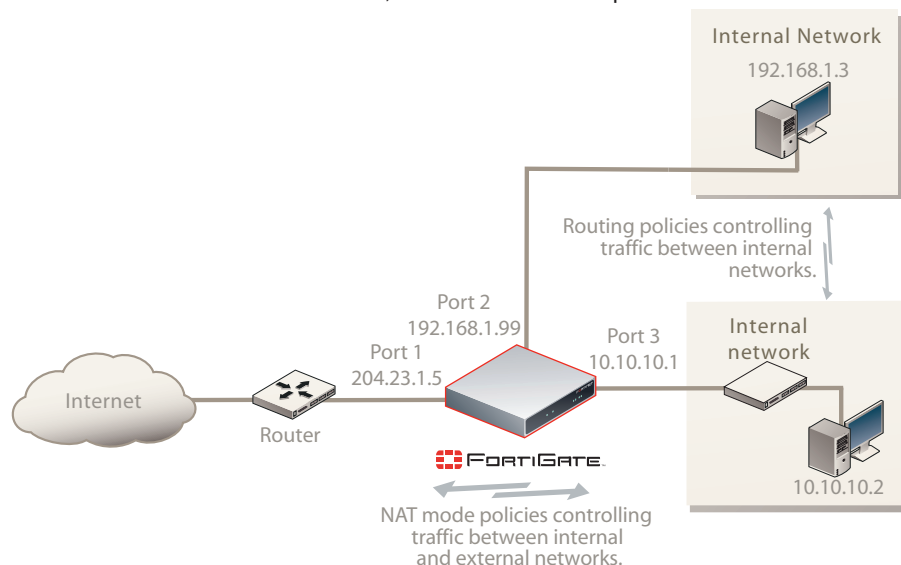 Internal Network
192.168.1.3
Routing policies controlling
traffic between internal
networks.
Port 2
192.168.1.99
Port 1
204.23.1.5
Port 3
10.10.10.1
Internal
network
Internet
Router
FORTIGATE
10.10.10.2
NAT mode policies controlling
traffic between internal
and external networks.